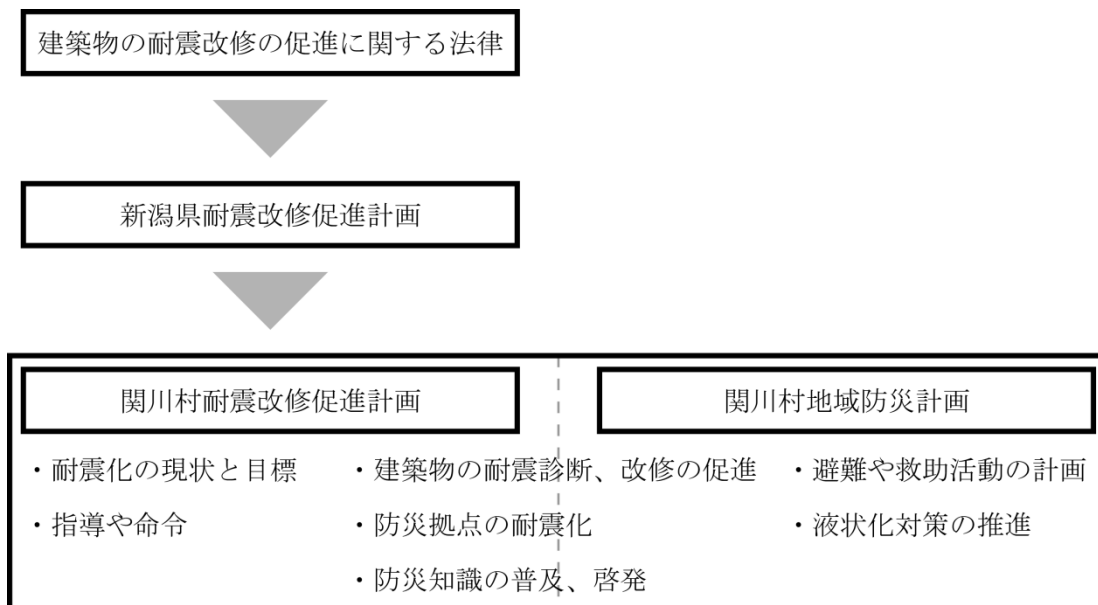 建築物の耐震改修の促進に関する法律
新潟県耐震改修促進計画
関川村耐震改修促進計画
関川村地域防災計画
・耐震化の現状と目標
・指導や命令
・建築物の耐震診断、改修の促進
・防災拠点の耐震化
・防災知識の普及、啓発
・避難や救助活動の計画
・液状化対策の推進